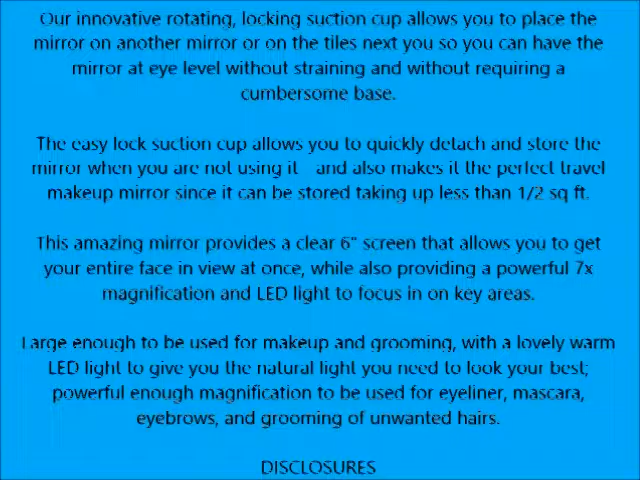 Our innovative rotating, locking suction cup allows you to place the
mirror on another mirror or on the tiles next you so you can have the
mirror at eye level without straining and without requiring a
cumbersome base.
The easy lock suction cup allows you to quickly detach and store the
mirror when you are not using it and also makes it the perfect travel
makeup mirror since it can be stored taking up less than 1/2 sq ft.
This amazing mirror provides a clear 6" screen that allows you to get
your entire face in view at once, while also providing a powerful 7x
magnification and LED light to focus in on key areas.
Large enough to be used for makeup and grooming, with a lovely warm
LED light to give you the natural light you need to look your best;
powerful enough magnification to be used for eyeliner, mascara,
eyebrows, and grooming of unwanted hairs.
DISCLOSURES